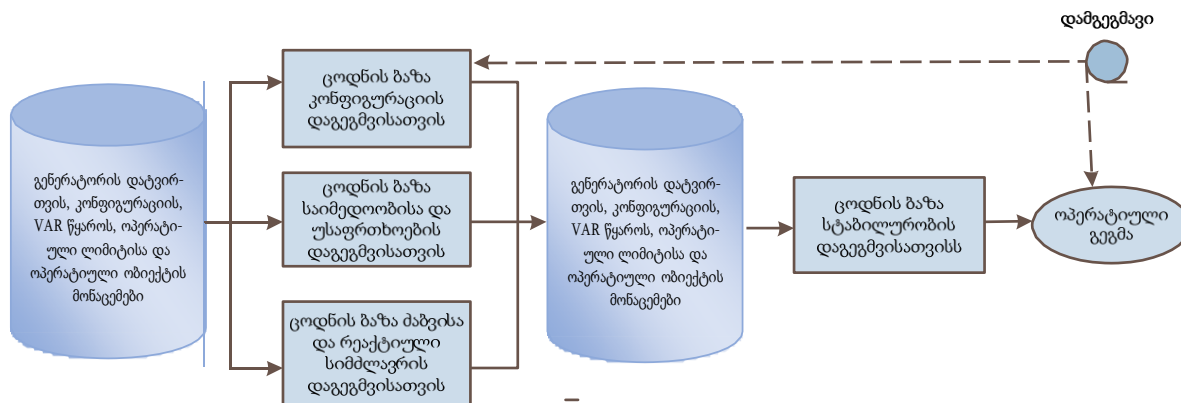 დამგეგმავი
ცოდნის ბაზა
კონფიგურაციის
დაგეგმვისათვის
გენერატორის დატვირ-
თვის, კონფიგურაციის,
VAR წყაროს, ოპერატი-
ული ლიმიტისა და
ოპერატიული ობიექტის
მონაცემები
ცოდნის ბაზა
საიმედოობისა და
უსაფრთხოების
დაგეგმვისათვის
ცოდნის ბაზა ძაბვისა
და რეაქტიული
სიმძლავრის
დაგეგმვისათვის
გენერატორის დატვირ-
თვის, კონფიგურაციის,
VAR წყაროს, ოპერატი-
ული ლიმიტისა და
ოპერატიული ობიექტის
მონაცემები
ცოდნის ბაზა
სტაბილურობის
დაგეგმვისათვისს
ოპერატიული
გეგმა